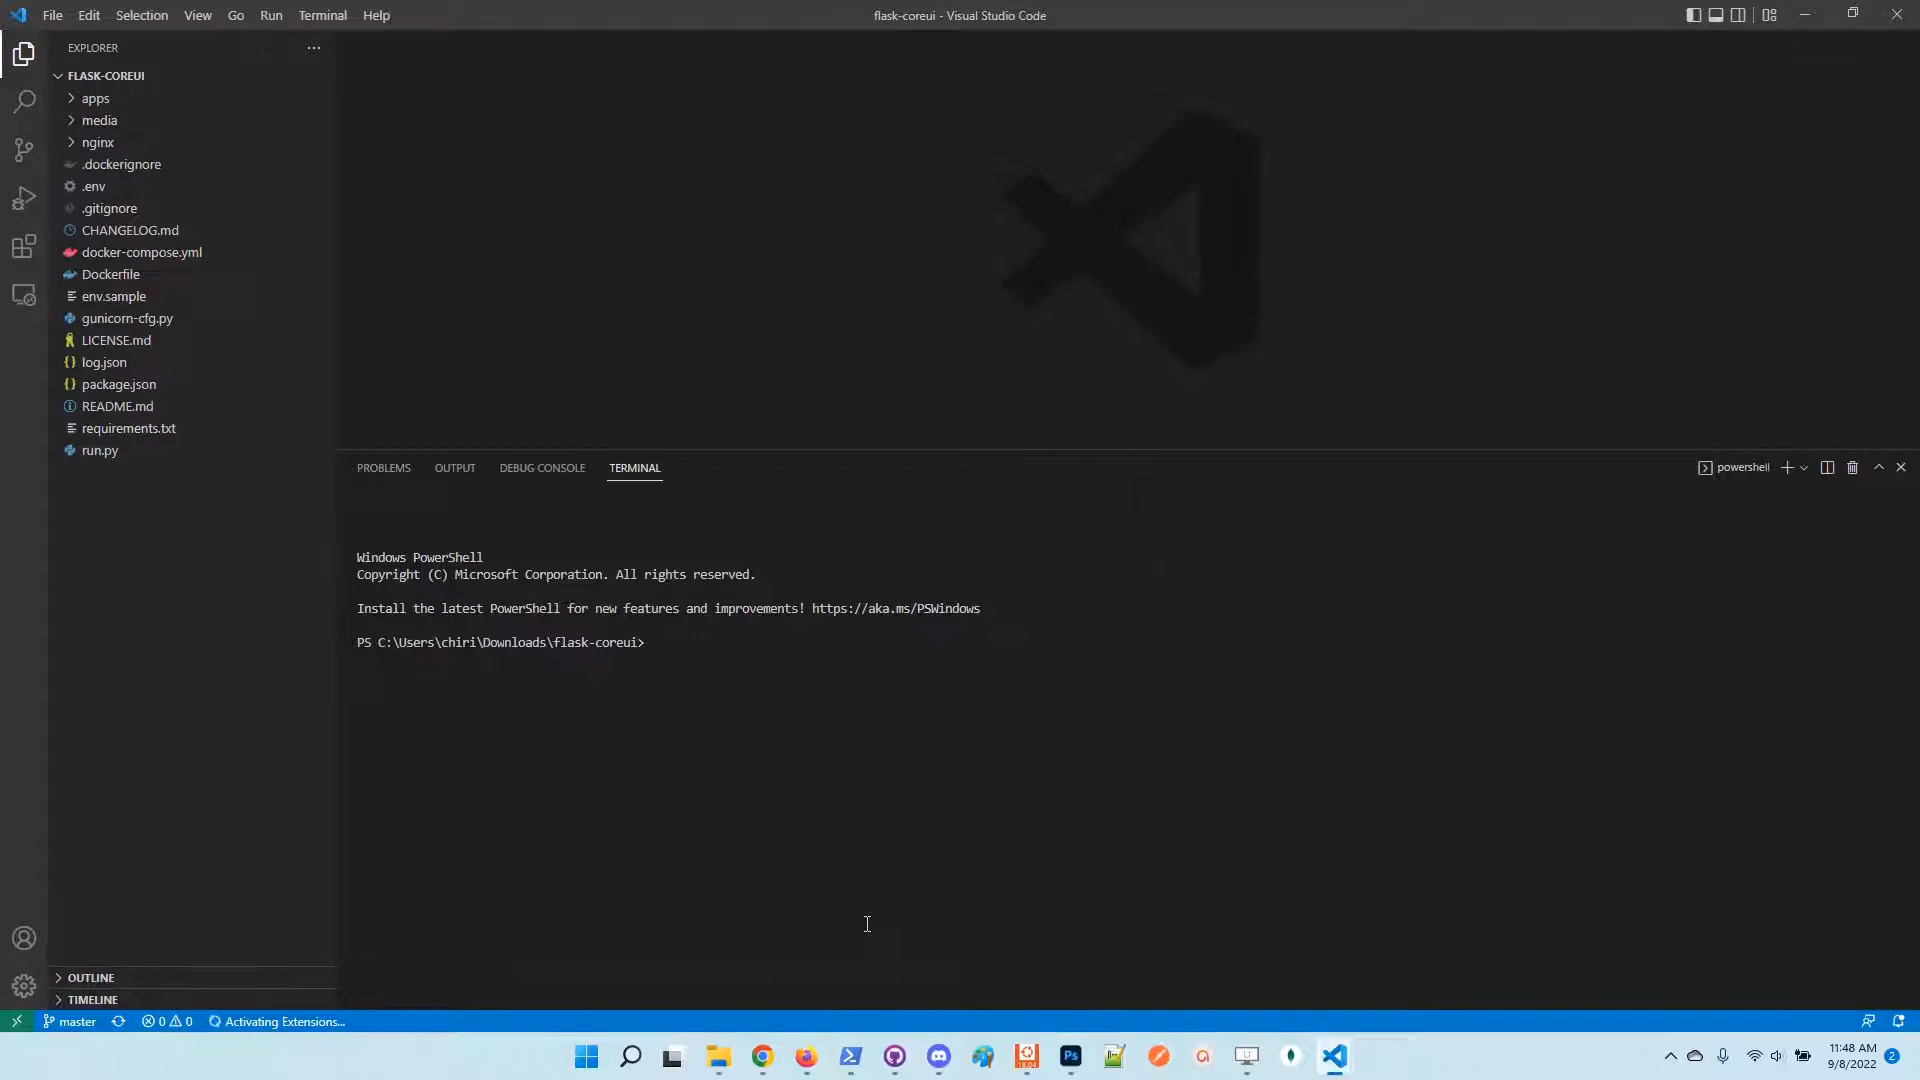 File Edit Selection View Go Run Terminal Help
flask-coreui - Visual Studio Code
EXPLORER
FLASK-COREUI
apps
media
nginx
.dockerignore
.env
.gitignore
CHANGELOG.md
docker-compose.yml
Dockerfile
env.sample
gunicorn-cfg.py
LICENSE.md
log.json
package.json
README.md
requirements.txt
run.py
PROBLEMS OUTPUT DEBUG CONSOLE TERMINAL
powershell
Windows PowerShell
Copyright (C) Microsoft Corporation. All rights reserved.
Install the latest PowerShell for new features and improvements! https://aka.ms/PSWindows
PS C:\Users\chiri\Downloads\flask-coreui>
OUTLINE
TIMELINE
master 0 0 Activating Extensions...
Ps
18.04
11:48 AM
9/8/2022
2